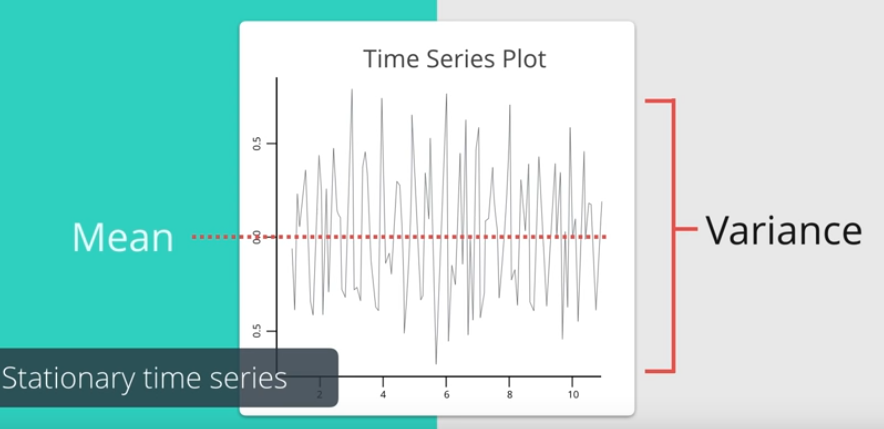 Time Series Plot
0.5
Mean
0.0
Variance
0.5
Stationary time series
2
4
6
8
10